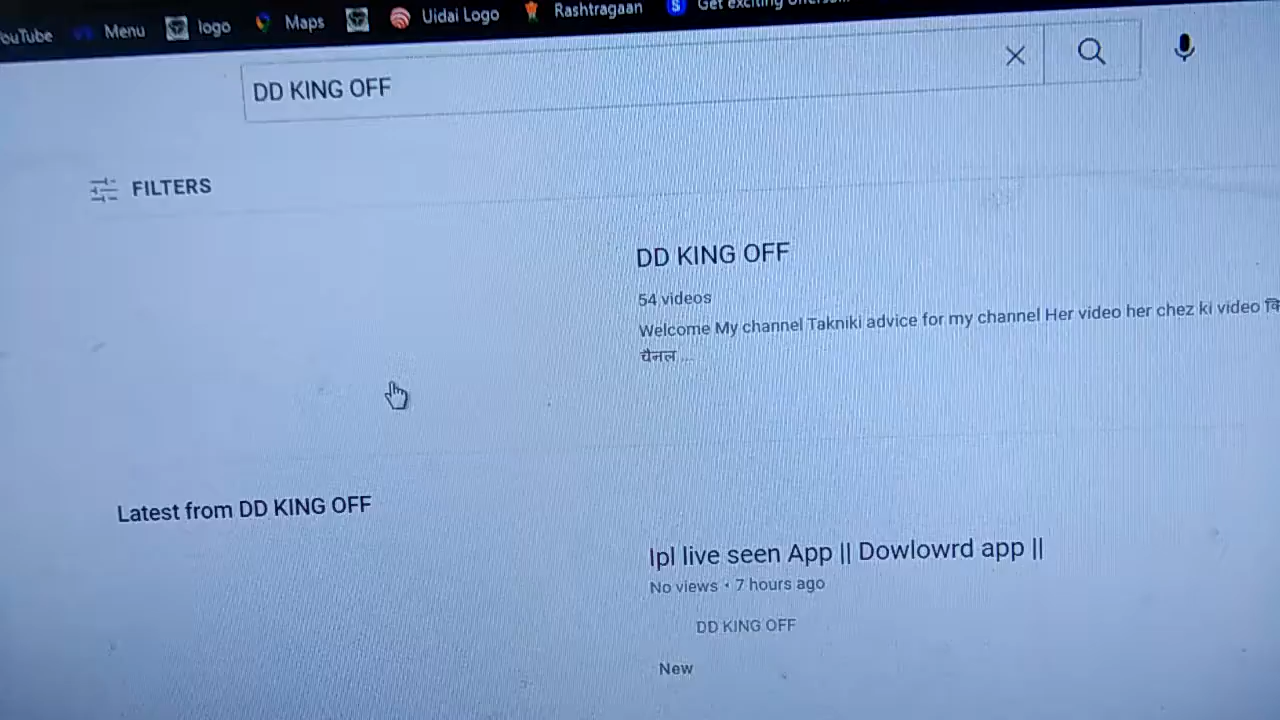 Menu logo Maps Uidai Logo Rashtragaan Get exciting
DD KING OFF
FILTERS
DD KING OFF
54 videos
Welcome My channel Takniki advice for my channel Her video her chez ki video
चैनल ...
Latest from DD KING OFF
Ipl live seen App || Dowlowrd app ||
No views • 7 hours ago
DD KING OFF
New